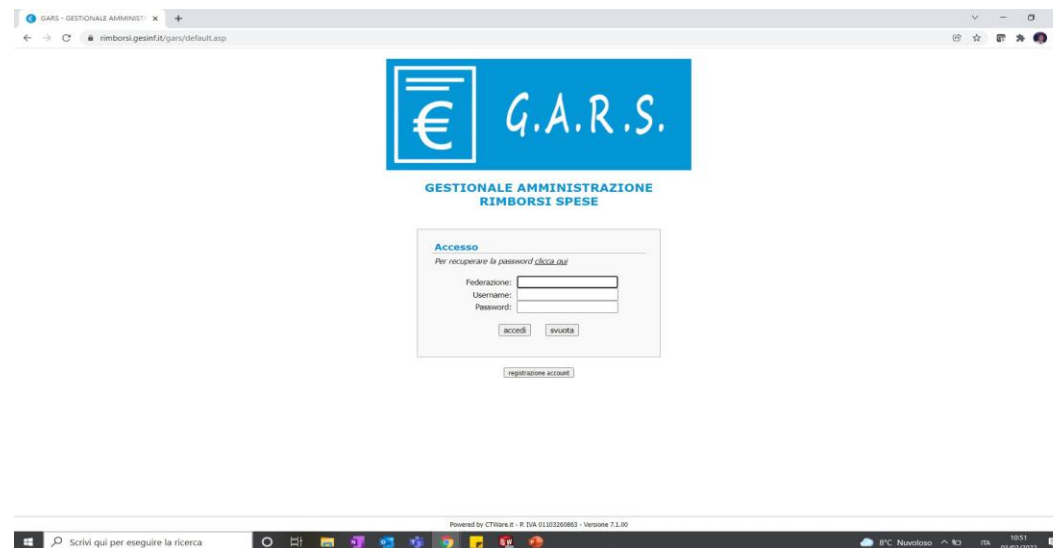 GARS - GESTIONALE AMMINIST
rimborsi.gesinf.it/gars/default.asp
€ G.A.R.S.
GESTIONALE AMMINISTRAZIONE
RIMBORSI SPESE
Accesso
Per recuperare la password clicca qui
Federazione:
Username:
Password:
accedi svuota
registrazione account
Powered by CTWare.it - P. IVA 01103260863 - Versione 7.1.00
Scrivi qui per eseguire la ricerca
8°C Nuvoloso ITA 10:51